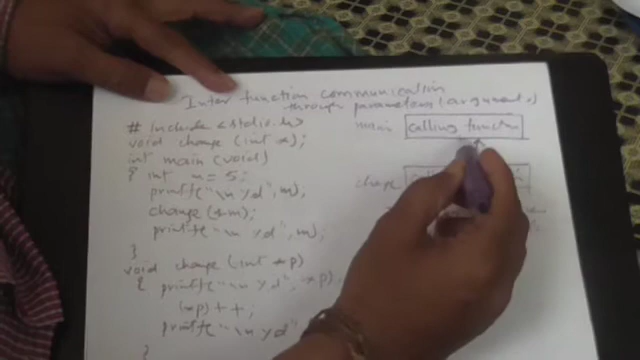 Inter function communication
through parameters (arguments)
# include <stdio.h>
void change (int *);
int main (void)
{ int m = 5;
printf("\n %d", m);
change (&m);
printf("\n %d", m);
}
void change (int *p)
{ printf("\n %d", *p);
(*p)++;
printf("\n %d"
}
main
calling function
change